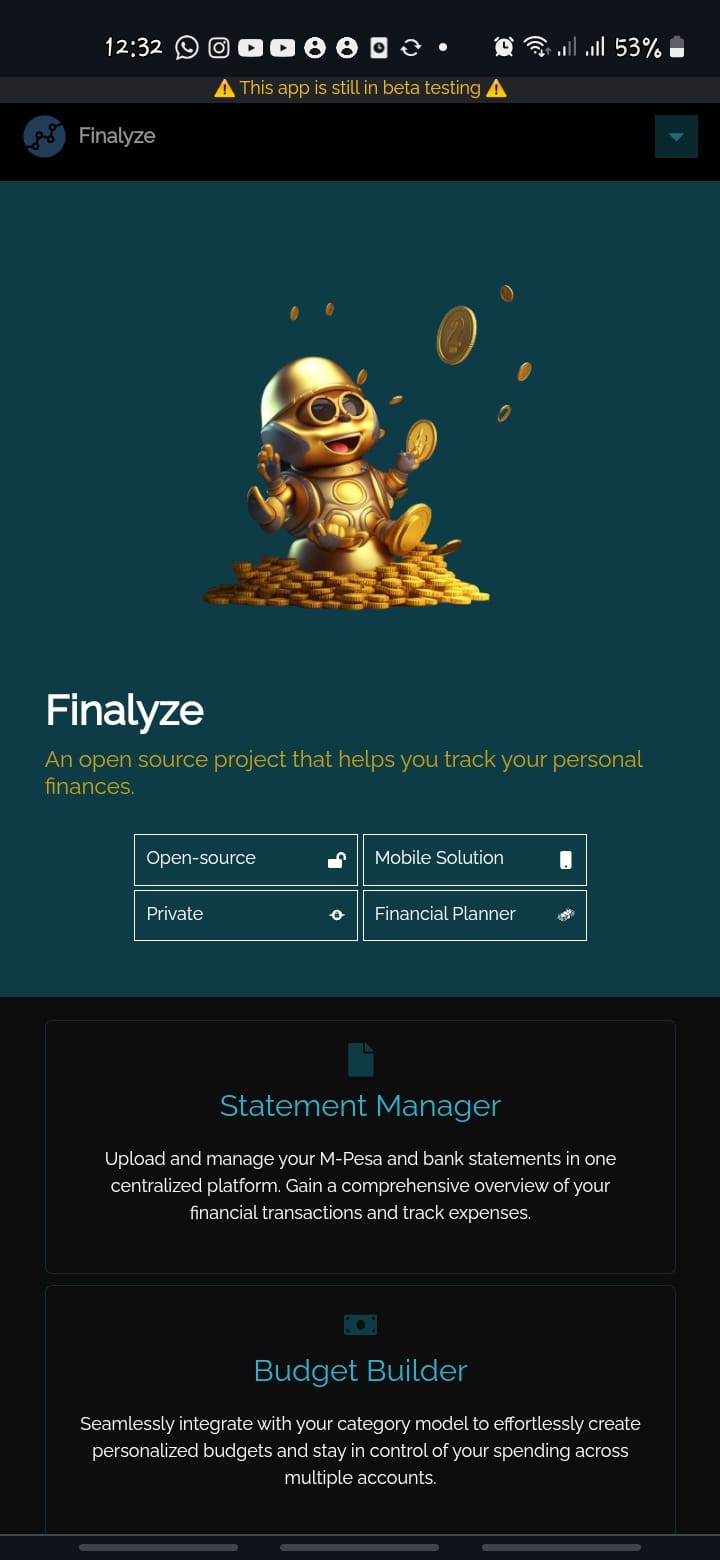 12:32
53%
⚠️ This app is still in beta testing ⚠️
Finalyze
Finalyze
An open source project that helps you track your personal
finances.
Open-source
Mobile Solution
Private
Financial Planner
Statement Manager
Upload and manage your M-Pesa and bank statements in one
centralized platform. Gain a comprehensive overview of your
financial transactions and track expenses.
Budget Builder
Seamlessly integrate with your category model to effortlessly create
personalized budgets and stay in control of your spending across
multiple accounts.